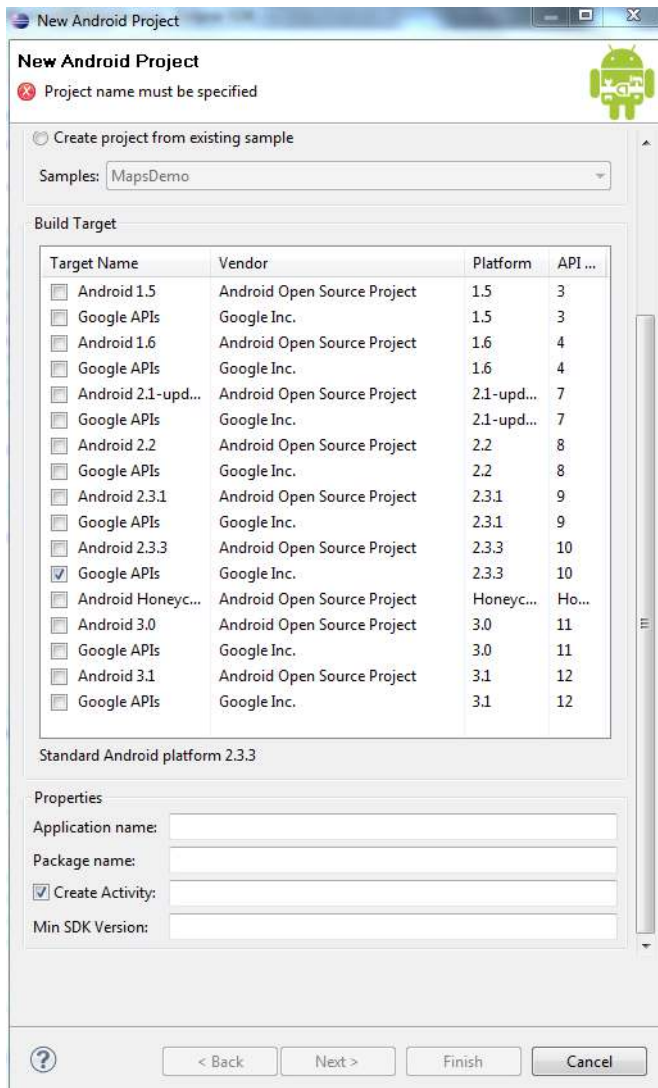 New Android Project
New Android Project
Project name must be specified
Create project from existing sample
Samples: MapsDemo
Build Target
Target Name Vendor Platform API ...
Android 1.5 Android Open Source Project 1.5 3
Google APIs Google Inc. 1.5 3
Android 1.6 Android Open Source Project 1.6 4
Google APIs Google Inc. 1.6 4
Android 2.1-upd... Android Open Source Project 2.1-upd... 7
Google APIs Google Inc. 2.1-upd... 7
Android 2.2 Android Open Source Project 2.2 8
Google APIs Google Inc. 2.2 8
Android 2.3.1 Android Open Source Project 2.3.1 9
Google APIs Google Inc. 2.3.1 9
Android 2.3.3 Android Open Source Project 2.3.3 10
Google APIs Google Inc. 2.3.3 10
Android Honeyc... Android Open Source Project Honeyc... Ho...
Android 3.0 Android Open Source Project 3.0 11
Google APIs Google Inc. 3.0 11
Android 3.1 Android Open Source Project 3.1 12
Google APIs Google Inc. 3.1 12
Standard Android platform 2.3.3
Properties
Application name:
Package name:
Create Activity:
Min SDK Version:
< Back Next > Finish Cancel